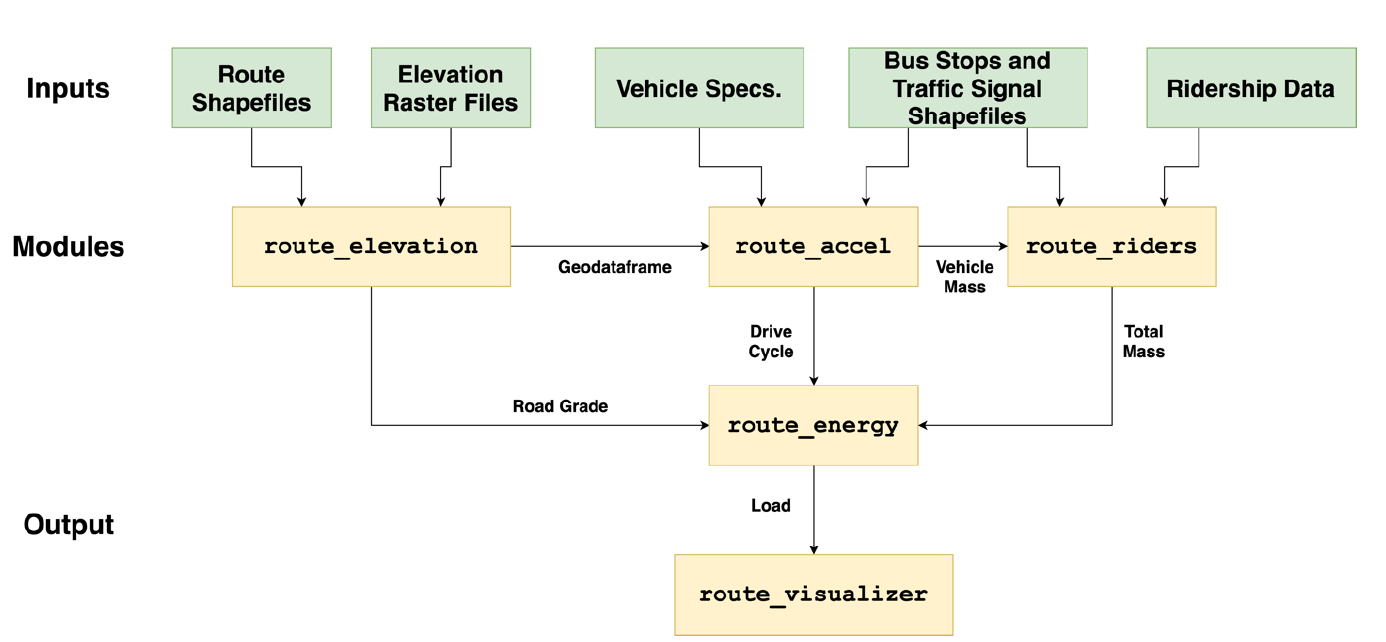 Inputs
Route
Shapefiles
Elevation
Raster Files
Vehicle Specs.
Bus Stops and
Traffic Signal
Shapefiles
Ridership Data
Modules
route_elevation
Geodataframe
route_accel
Vehicle
Mass
route_riders
Drive
Cycle
Total
Mass
Road Grade
route_energy
Load
Output
route_visualizer